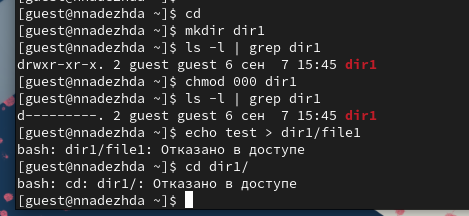 [guest@nnadezhda ~]$ cd
[guest@nnadezhda ~]$ mkdir dir1
[guest@nnadezhda ~]$ ls -l | grep dir1
drwxr-xr-x. 2 guest guest 6 сен  7 15:45 dir1
[guest@nnadezhda ~]$ chmod 000 dir1
[guest@nnadezhda ~]$ ls -l | grep dir1
d---------. 2 guest guest 6 сен  7 15:45 dir1
[guest@nnadezhda ~]$ echo test > dir1/file1
bash: dir1/file1: Отказано в доступе
[guest@nnadezhda ~]$ cd dir1/
bash: cd: dir1/: Отказано в доступе
[guest@nnadezhda ~]$